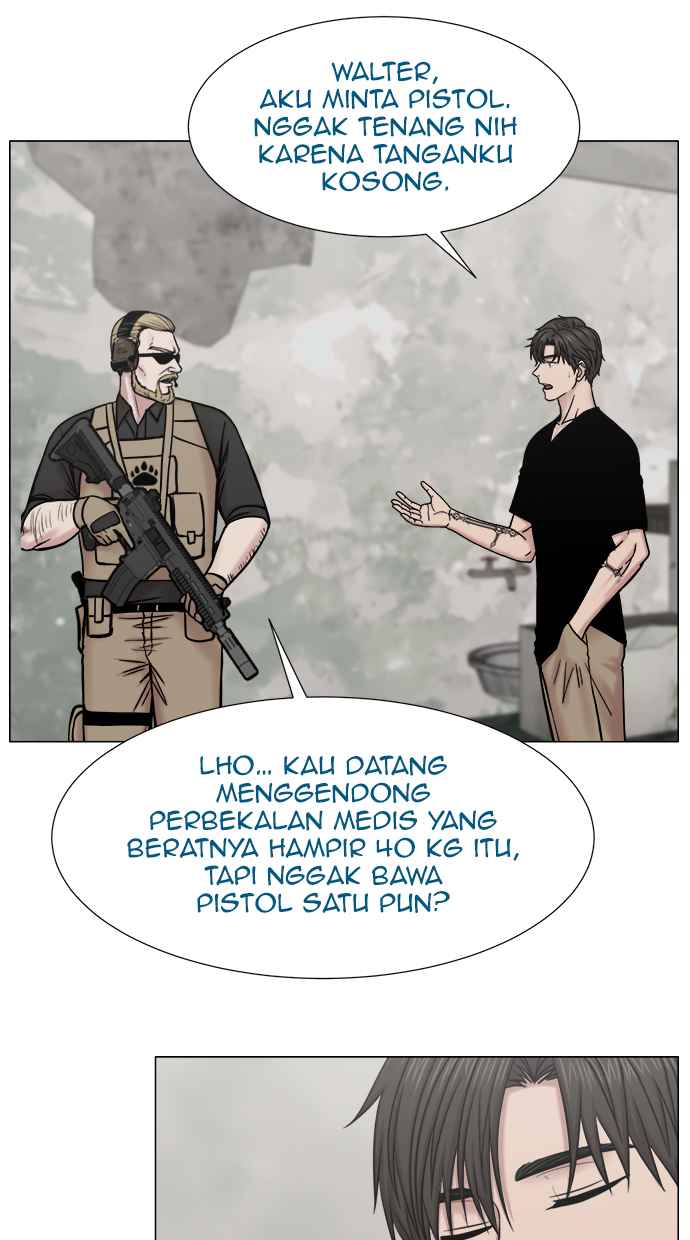 WALTER,
AKU MINTA PISTOL.
NGGAK TENANG NIH
KARENA TANGANKU
KOSONG.
LHO... KAU DATANG
MENGGENDONG
PERBEKALAN MEDIS YANG
BERATNYA HAMPIR 40 KG ITU,
TAPI NGGAK BAWA
PISTOL SATU PUN?